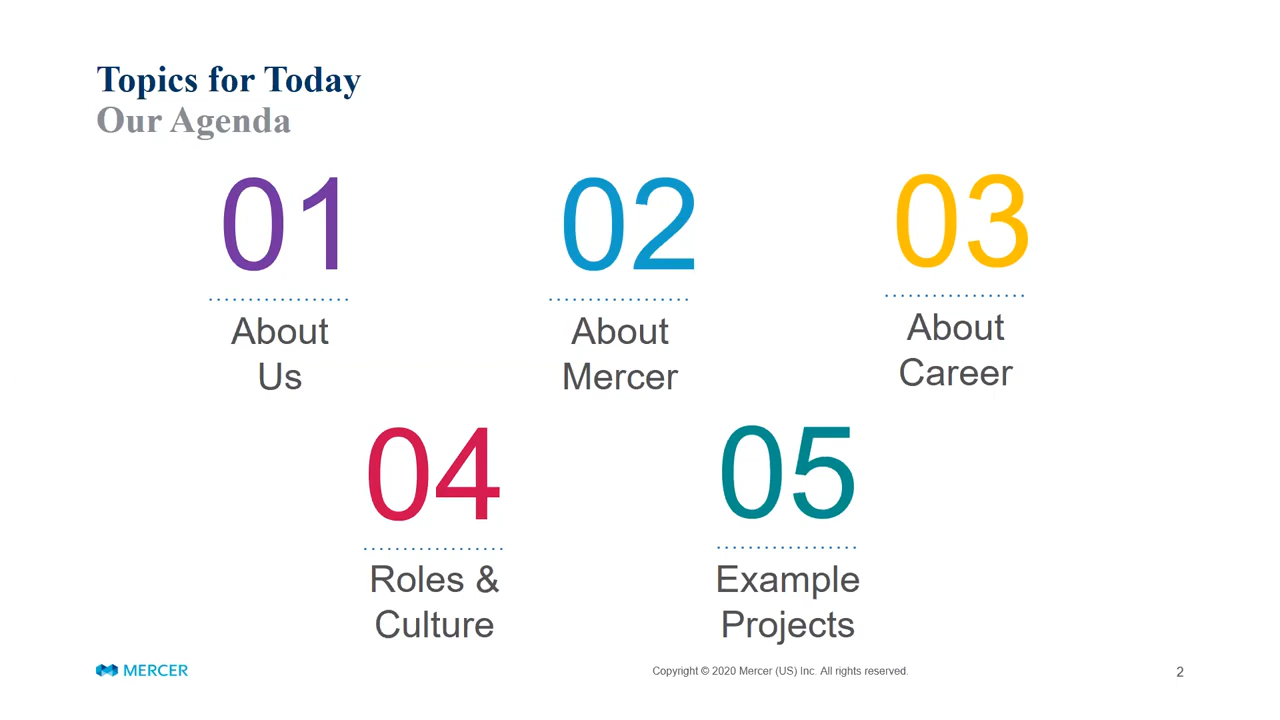 Topics for Today
Our Agenda
01
About
Us
02
About
Mercer
03
About
Career
04
Roles &
Culture
05
Example
Projects
MERCER
Copyright © 2020 Mercer (US) Inc. All rights reserved.
2